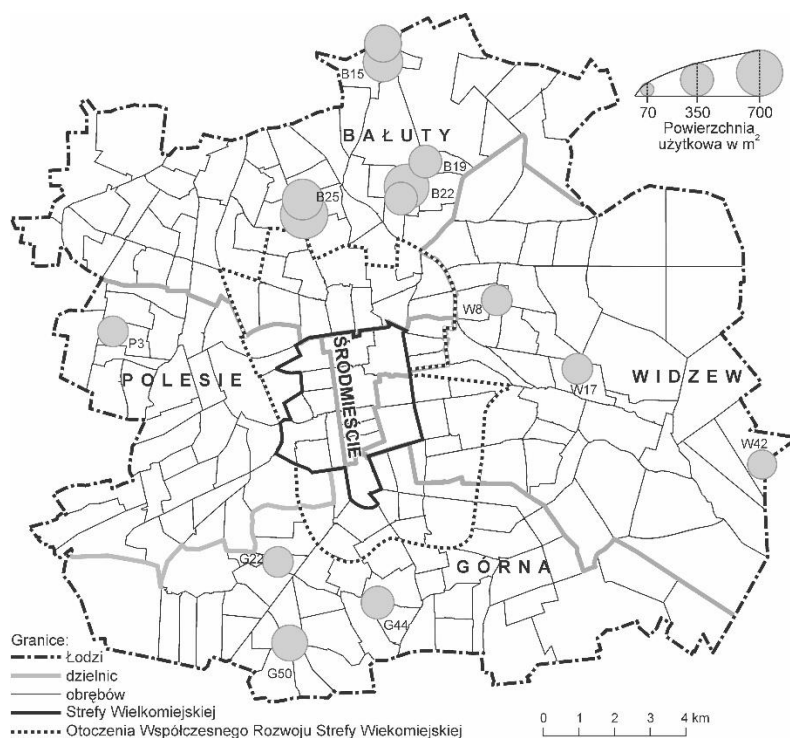 B15
BAŁUTY
70 350 700
Powierzchnia
użytkowa w m²
B19
B25
B22
W8
P3
ŚRÓDMIEŚCIE
POLESIE
WIDZEW
W17
W42
G22
GÓRNA
G44
G50
Granice:
Łodzi
dzielnic
obrębów
Strefy Wielkomiejskiej
Otoczenia Współczesnego Rozwoju Strefy Wiekomiejskiej
0 1 2 3 4 km